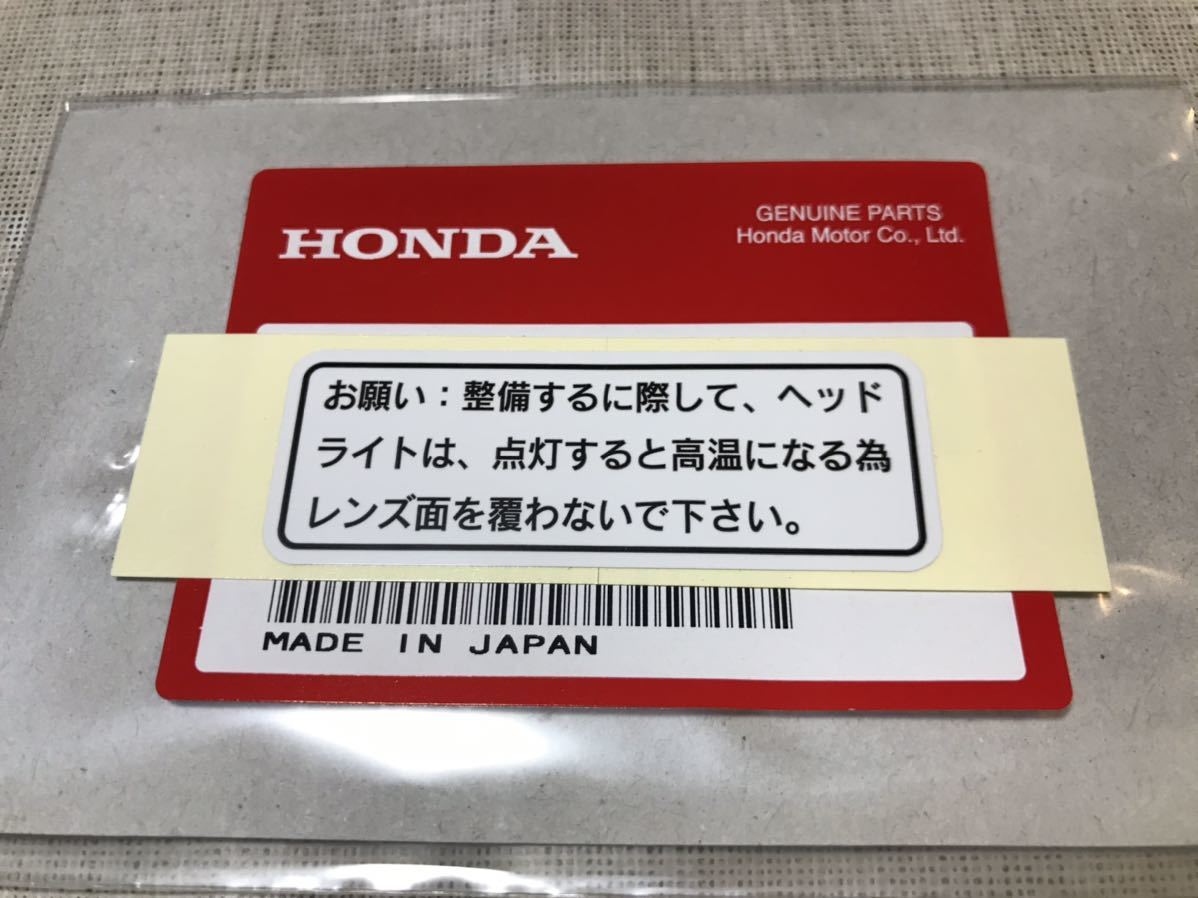 HONDA
GENUINE PARTS
Honda Motor Co., Ltd.
お願い：整備するに際して、ヘッド
ライトは、点灯すると高温になる為
レンズ面を覆わないで下さい。
MADE IN JAPAN